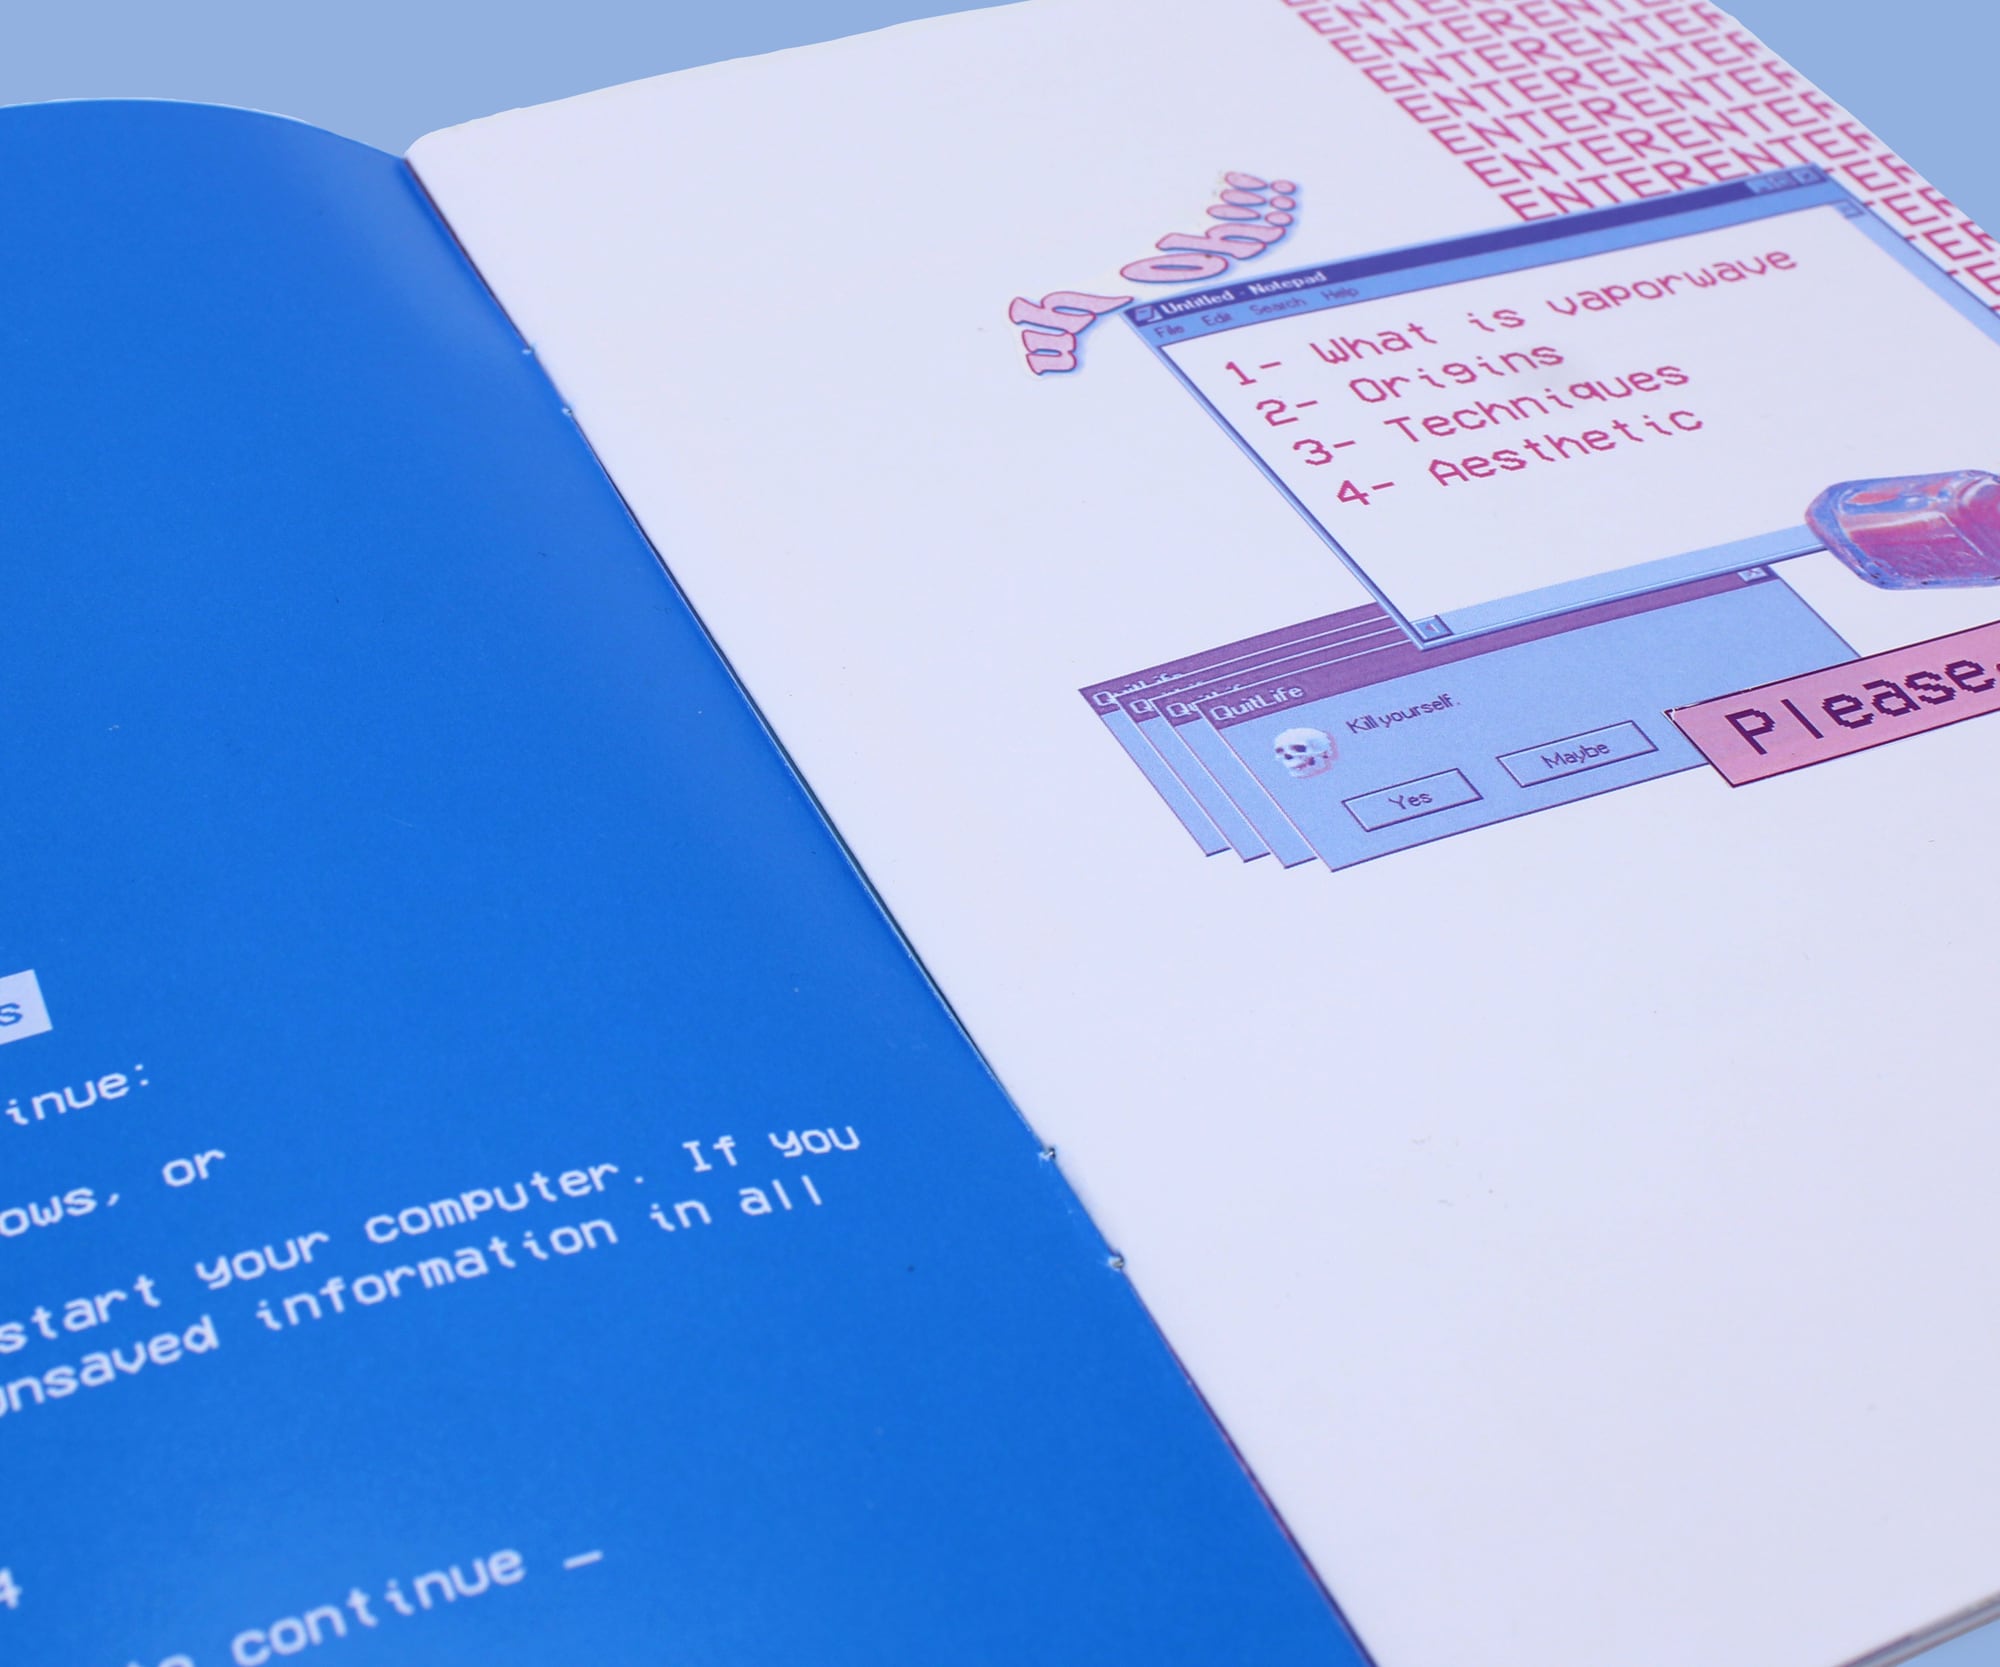 s
inue:
ows, or
start your computer. If you
unsaved information in all
4
continue _
ENTERENTER
ENTERENTER
ENTERENTER
ENTERENTER
ENTERENTER
ENTERENTER
ENTERENTER
uh oh!!!
Untitled - Notepad
File Edit Search Help
1- What is vaporwave
2- Origins
3- Techniques
4- Aesthetic
QuitLife
Kill yourself.
Yes
Maybe
Please